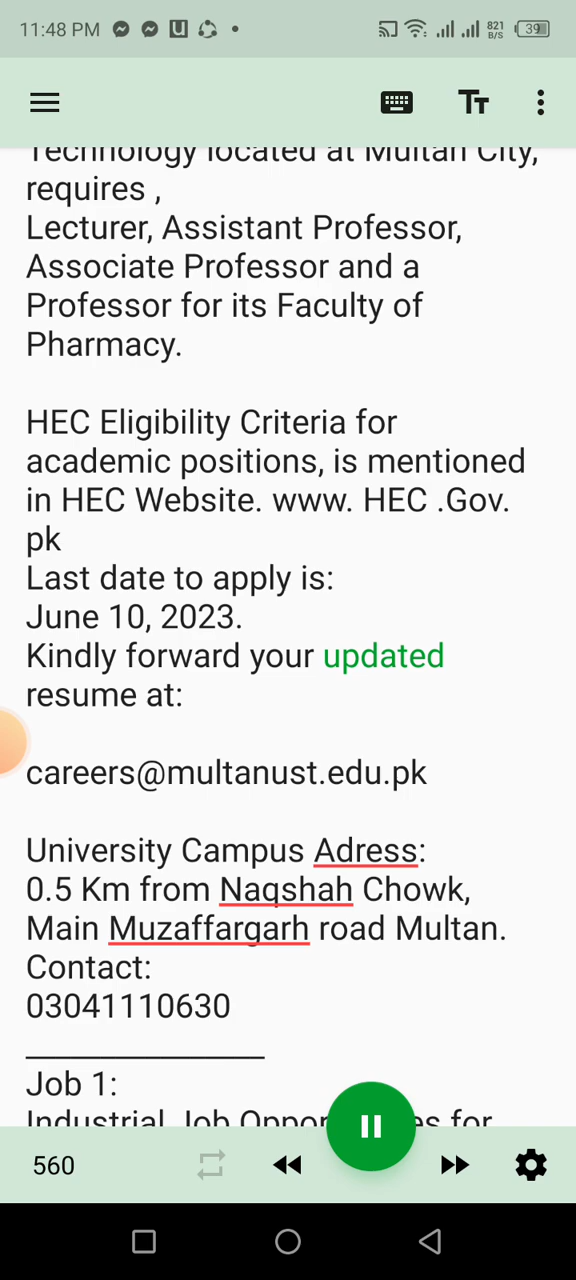 11:48 PM
821 B/S
39
Technology located at Multan City,
requires ,
Lecturer, Assistant Professor,
Associate Professor and a
Professor for its Faculty of
Pharmacy.
HEC Eligibility Criteria for
academic positions, is mentioned
in HEC Website. www. HEC .Gov.
pk
Last date to apply is:
June 10, 2023.
Kindly forward your updated
resume at:
careers@multanust.edu.pk
University Campus Adress:
0.5 Km from Naqshah Chowk,
Main Muzaffargarh road Multan.
Contact:
03041110630
Job 1:
Industrial Job for
560